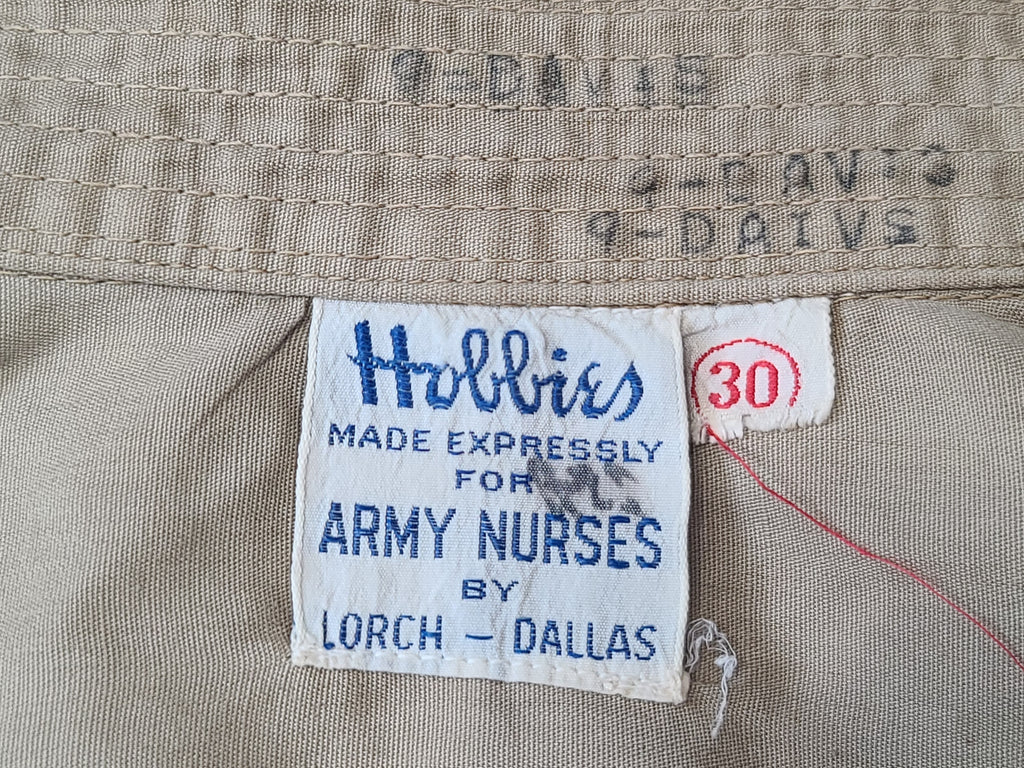 9-DAVIS
9-DAVIS
9-DAIVS
Hobbies
30
MADE EXPRESSLY
FOR
ARMY NURSES
BY
LORCH – DALLAS